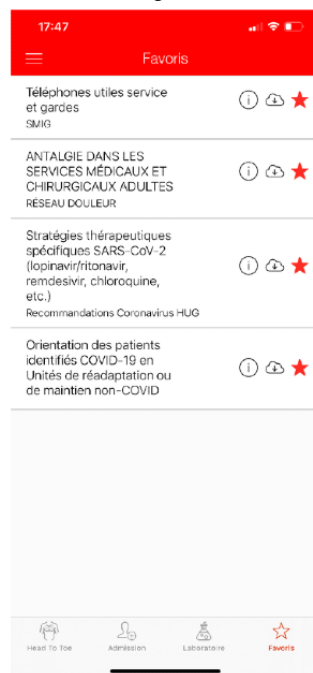 17:47
Favoris
Téléphones utiles service
et gardes
SMIG
ANTALGIE DANS LES
SERVICES MÉDICAUX ET
CHIRURGICAUX ADULTES
RÉSEAU DOULEUR
Stratégies thérapeutiques
spécifiques SARS-CoV-2
(lopinavir/ritonavir,
remdesivir, chloroquine,
etc.)
Recommandations Coronavirus HUG
Orientation des patients
identifiés COVID-19 en
Unités de réadaptation ou
de maintien non-COVID
Head To Toe Admission Laboratoire Favoris